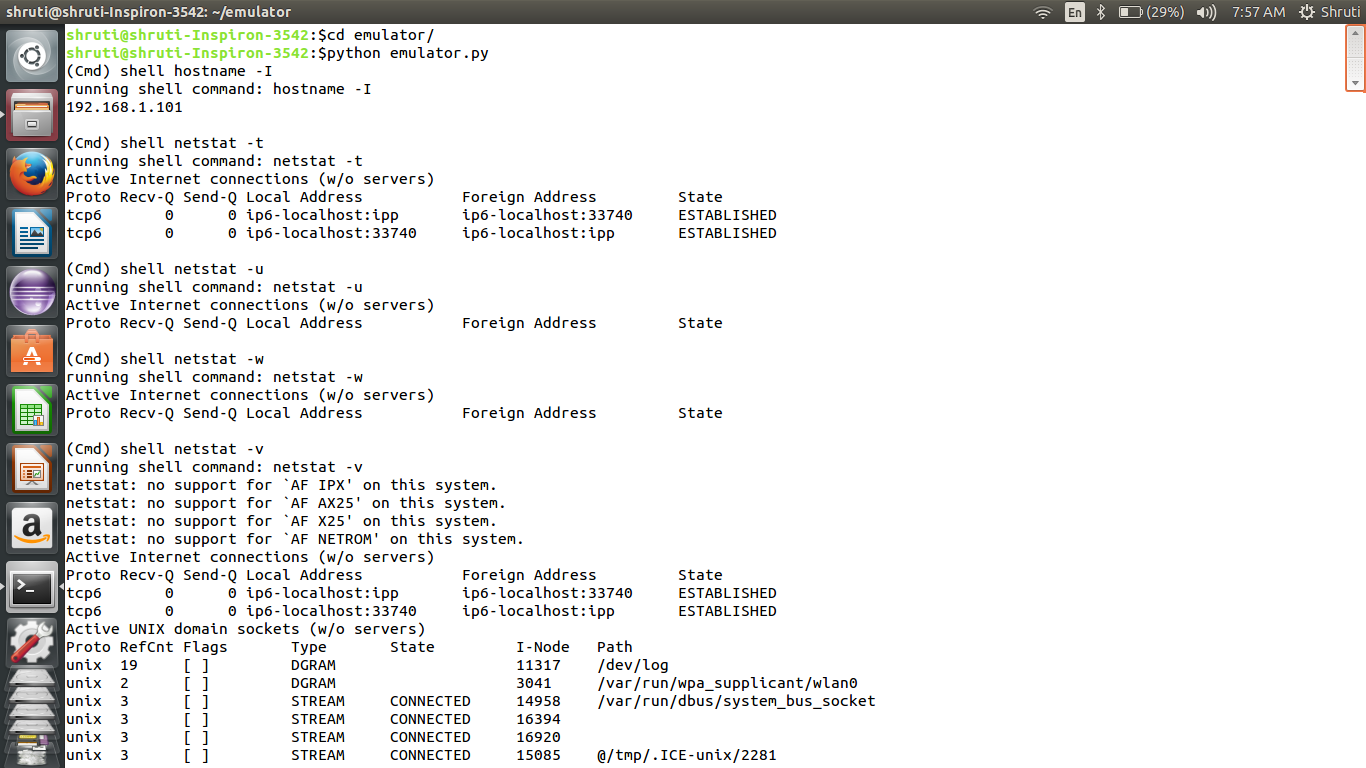 shruti@shruti-Inspiron-3542: ~/emulator
En
(29%)
7:57 AM
Shruti
shruti@shruti-Inspiron-3542:$cd emulator/
shruti@shruti-Inspiron-3542:$python emulator.py
(Cmd) shell hostname -I
running shell command: hostname -I
192.168.1.101
(Cmd) shell netstat -t
running shell command: netstat -t
Active Internet connections (w/o servers)
Proto Recv-Q Send-Q Local Address           Foreign Address         State
tcp6       0      0 ip6-localhost:ipp       ip6-localhost:33740     ESTABLISHED
tcp6       0      0 ip6-localhost:33740     ip6-localhost:ipp       ESTABLISHED
(Cmd) shell netstat -u
running shell command: netstat -u
Active Internet connections (w/o servers)
Proto Recv-Q Send-Q Local Address           Foreign Address         State
(Cmd) shell netstat -w
running shell command: netstat -w
Active Internet connections (w/o servers)
Proto Recv-Q Send-Q Local Address           Foreign Address         State
(Cmd) shell netstat -v
running shell command: netstat -v
netstat: no support for `AF IPX' on this system.
netstat: no support for `AF AX25' on this system.
netstat: no support for `AF X25' on this system.
netstat: no support for `AF NETROM' on this system.
Active Internet connections (w/o servers)
Proto Recv-Q Send-Q Local Address           Foreign Address         State
tcp6       0      0 ip6-localhost:ipp       ip6-localhost:33740     ESTABLISHED
tcp6       0      0 ip6-localhost:33740     ip6-localhost:ipp       ESTABLISHED
Active UNIX domain sockets (w/o servers)
Proto RefCnt Flags       Type       State         I-Node   Path
unix  19     [ ]         DGRAM                    11317    /dev/log
unix  2      [ ]         DGRAM                    3041     /var/run/wpa_supplicant/wlan0
unix  3      [ ]         STREAM     CONNECTED     14958    /var/run/dbus/system_bus_socket
unix  3      [ ]         STREAM     CONNECTED     16394
unix  3      [ ]         STREAM     CONNECTED     16920
unix  3      [ ]         STREAM     CONNECTED     15085    @/tmp/.ICE-unix/2281